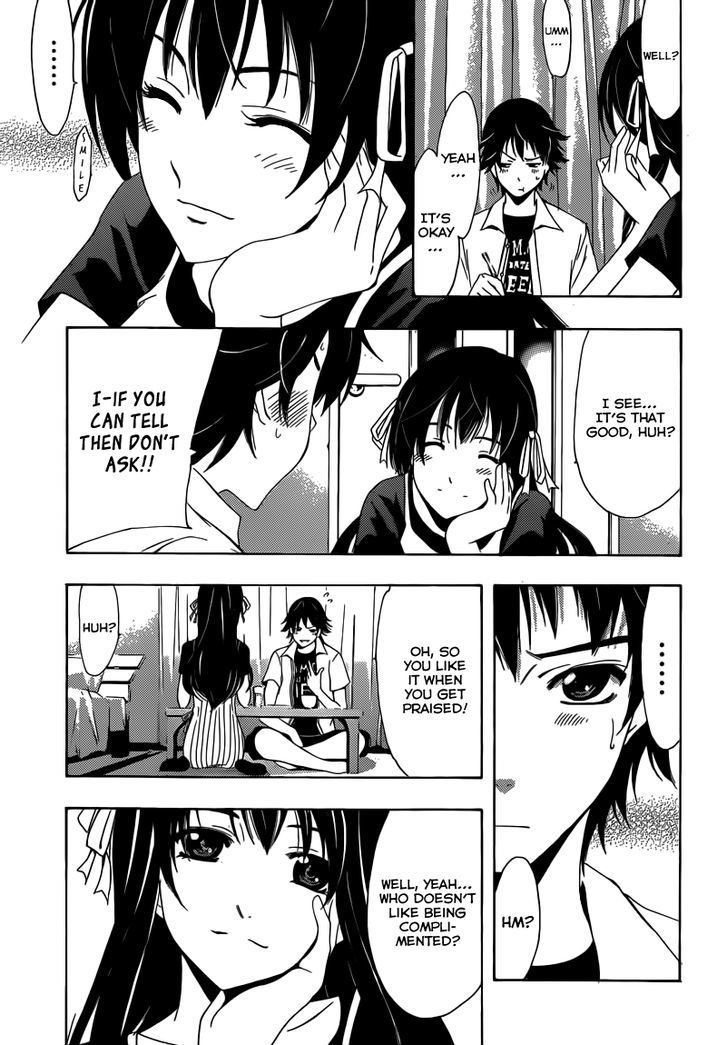 WELL?
UMM
...
YEAH
...
IT'S
OKAY
...
......
I SEE...
IT'S THAT
GOOD, HUH?
I-IF YOU
CAN TELL
THEN DON'T
ASK!!
......
HM?
OH, SO
YOU LIKE
IT WHEN
YOU GET
PRAISED!
HUH?
WELL, YEAH...
WHO DOESN'T
LIKE BEING
COMPLI-
MENTED?